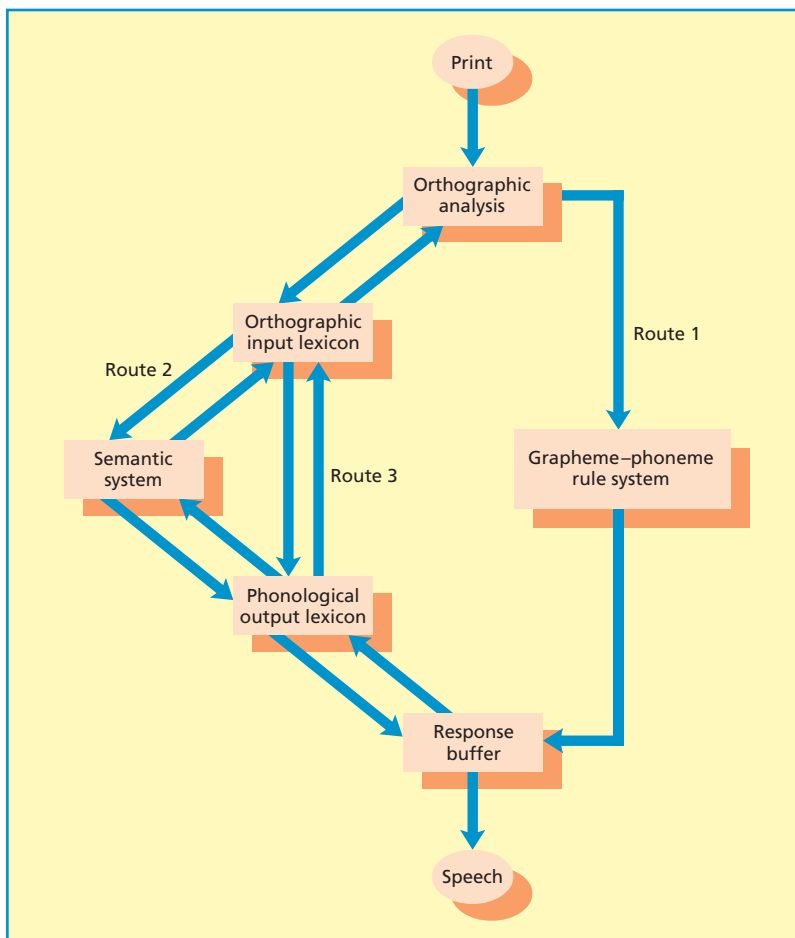 Print
Orthographic
analysis
Orthographic
input lexicon
Route 1
Route 2
Semantic
system
Route 3
Grapheme–phoneme
rule system
Phonological
output lexicon
Response
buffer
Speech